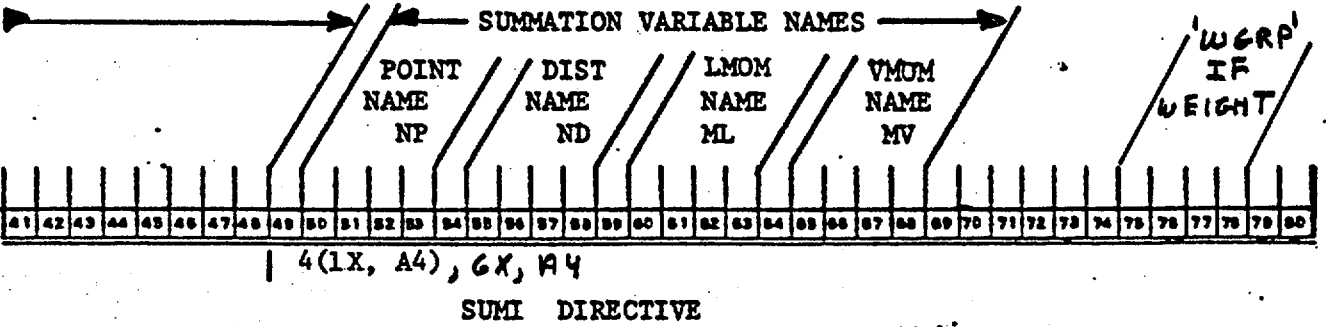 SUMMATION VARIABLE NAMES
'WGRP'
IF
WEIGHT
POINT
NAME
NP
DIST
NAME
ND
LMOM
NAME
ML
VMOM
NAME
MV
41 42 43 44 45 46 47 48 49 50 51 52 53 54 55 56 57 58 59 60 61 62 63 64 65 66 67 68 69 70 71 72 73 74 75 76 77 78 79 80
4(1X, A4), 6X, A4
SUMI DIRECTIVE